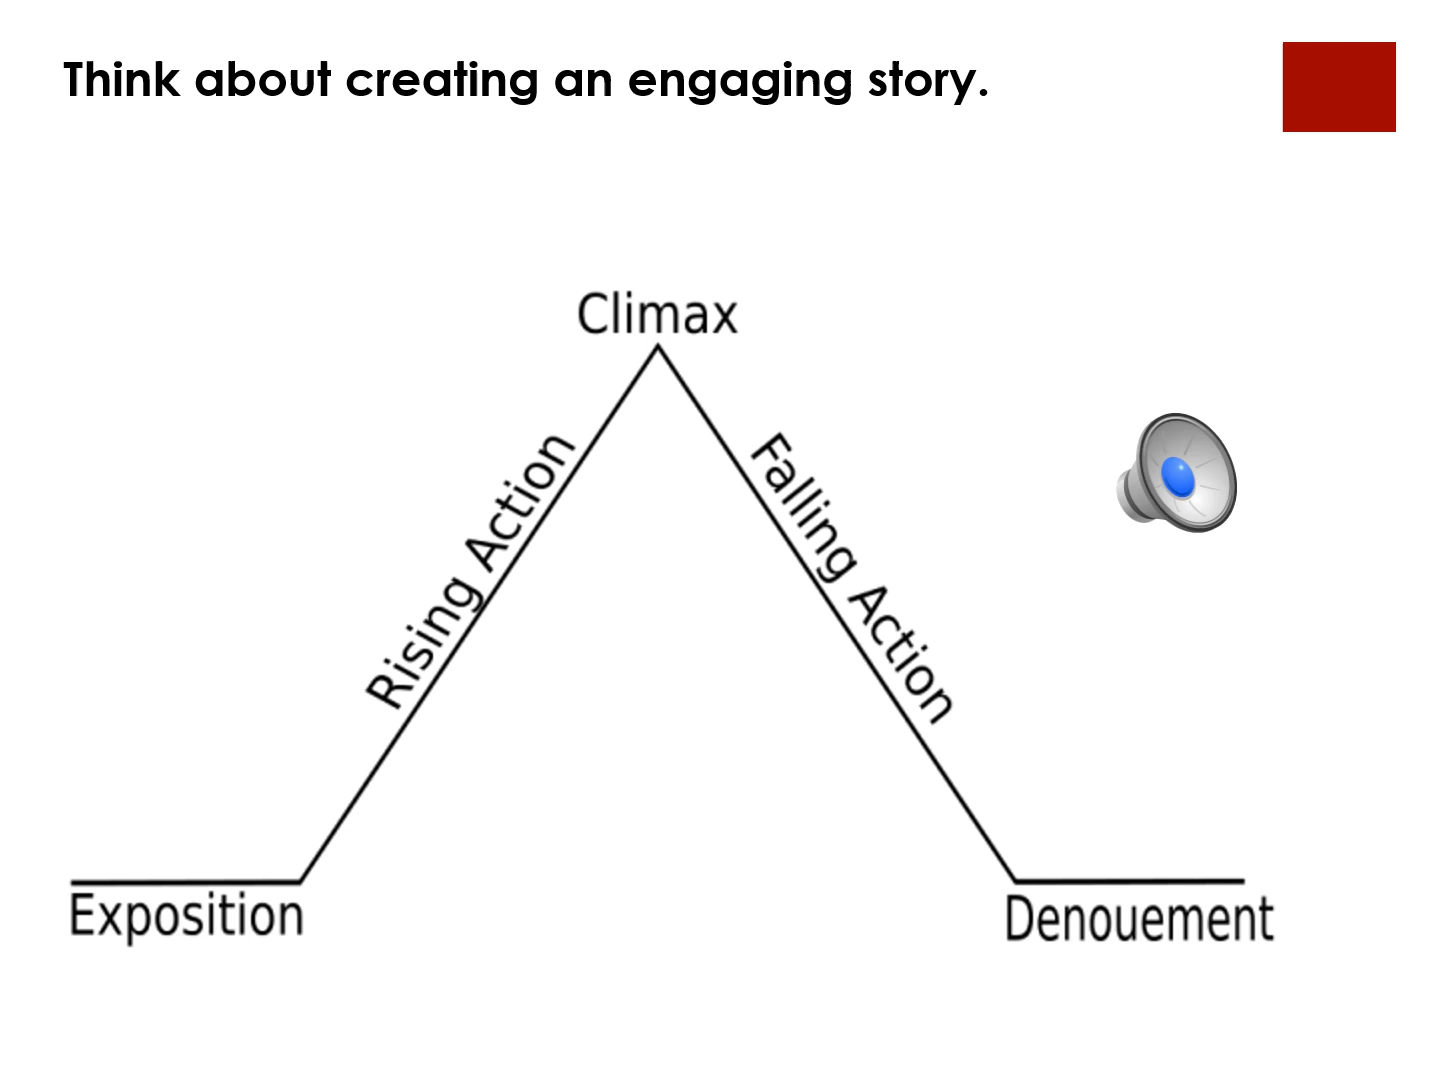 Think about creating an engaging story.
Climax
Rising Action
Falling Action
Exposition
Denouement